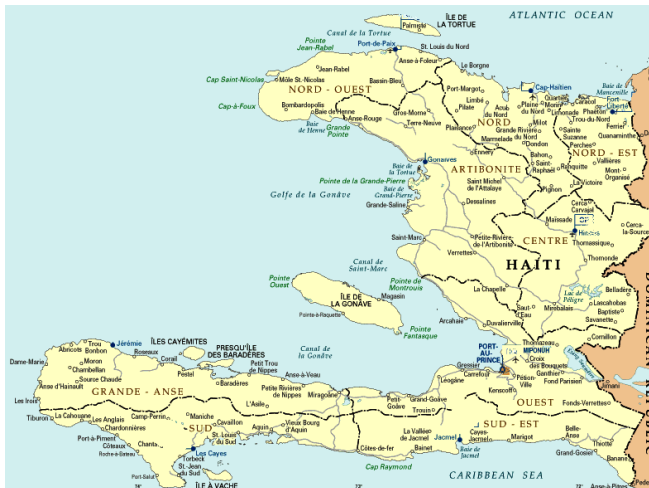 ATLANTIC OCEAN
ÎLE DE
LA TORTUE
Palmiste
Canal de la Tortue
Pointe
Jean-Rabel
Port-de-Paix
St. Louis du Nord
Anse-à-Foleur
Le Borgne
Jean-Rabel
Cap Saint-Nicolas
Môle St-Nicolas
Bassin-Bleu
Port-Margot
Cap-Haïtien
NORD - OUEST
Cap-à-Foux
Bombardopolis
Baie de Henne
Anse-Rouge
Baie
de Henne
Grande
Pointe
Gros-Morne
Terre-Neuve
Limbé
Pilate
Plaisance
NORD
Acul
du Nord
Plaine
du Nord
Quartier
Morin
Limonade
Caracol
Trou-du-Nord
Phaëton
Baie de
Mancenille
Fort-
Liberté
Ferrier
Ouanaminthe
Milot
Grande Rivière
du Nord
Dondon
Marmelade
Sainte
Suzanne
Perches
NORD - EST
Vallières
Mont-
Organisé
Bahon
Saint-
Raphaël
Ranquitte
La Victoire
Pignon
Ennery
Gonaïves
Baie de
la Tortue
ARTIBONITE
Saint Michel
de l'Attalaye
Pointe de la Grande-Pierre
Baie de
Grand-Pierre
Golfe de la Gonâve
Grande-Saline
Dessalines
Cerca
Carvajal
Maïssade
Cerca-
la-Source
Hinche
Saint-Marc
Petite-Rivière-
de-l'Artibonite
CENTRE
Thomassique
Verrettes
HAITI
Thomonde
Canal de
Saint-Marc
Pointe
Ouest
ÎLE DE
LA GONÂVE
Magasin
Pointe de
Montrouis
La Chapelle
Lac de
Péligre
Belladère
Lascahobas
Baptiste
Savanette
Mirebalais
Saut-
d'Eau
Pointe-à-Raquette
Pointe
Fantasque
Arcahaie
Duvalierville
Cornillon
Thomazeau
MIPONUH
PORT-
AU-
PRINCE
Croix
des Bouquets
Ganthier
Fond Parisien
Jimani
Gressier
Carrefour
Pétion-
Ville
Kenscoff
Léogâne
ÎLES CAYÉMITES
PRESQU'ÎLE
DES BARADÈRES
Canal de
la Gonâve
Jérémie
Trou
Bonbon
Abricots
Roseaux
Corail
Petit Trou
de Nippes
Dame-Marie
Moron
Chambellan
Pestel
Baradères
Anse-à-Veau
Source Chaude
Anse d'Hainault
GRANDE - ANSE
Petite Rivière
de Nippes
Miragoâne
L'Asile
Petit-
Goâve
Grand-Goâve
Trouin
OUEST
Fonds-Verrettes
Les Irois
Tiburon
La Cahouane
Les Anglais
Chardonnières
Port-à-Piment
Côteaux
Roche-à-Bateau
Camp-Perrin
Maniche
SUD
Cavaillon
St. Louis
du Sud
Aquin
Vieux Bourg
d'Aquin
La Vallée
de Jacmel
Jacmel
Cayes-
Jacmel
SUD - EST
Marigot
Belle-
Anse
Thiotte
Chantal
Les Cayes
Torbeck
St-Jean
du Sud
Port-Salut
ÎLE À VACHE
Côtes-de-fer
Bainet
Baie de
Jacmel
Cap Raymond
Grand-Gosier
Banane
Anse-à-Pitres
CARIBBEAN SEA